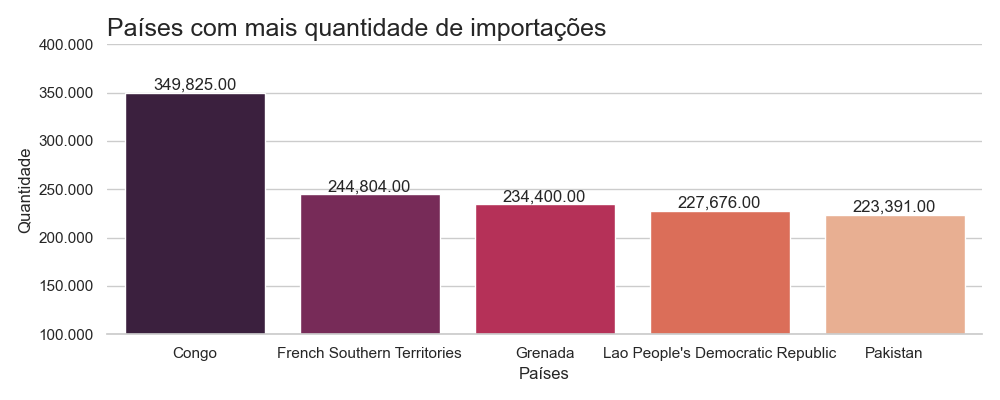 Países com mais quantidade de importações
400.000
350.000
300.000
250.000
200.000
150.000
100.000
Quantidade
349,825.00
244,804.00
234,400.00
227,676.00
223,391.00
Congo
French Southern Territories
Grenada
Lao People's Democratic Republic
Pakistan
Países